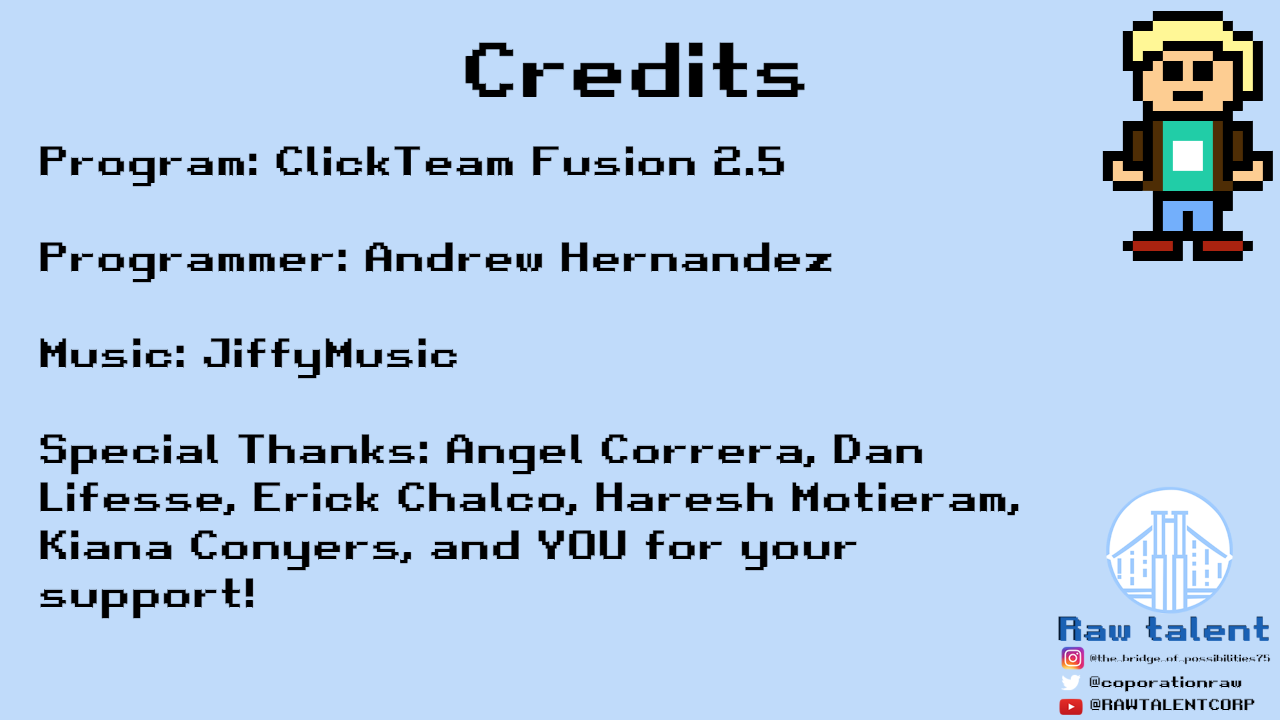 Credits
Program: ClickTeam Fusion 2.5
Programmer: Andrew Hernandez
Music: JiffyMusic
Special Thanks: Angel Correra, Dan
Lifesse, Erick Chalco, Haresh Motieram,
Kiana Conyers, and YOU for your
support!
Raw talent
@the_bridge_of_possibilities75
@coporationraw
@RAWTALENTCORP